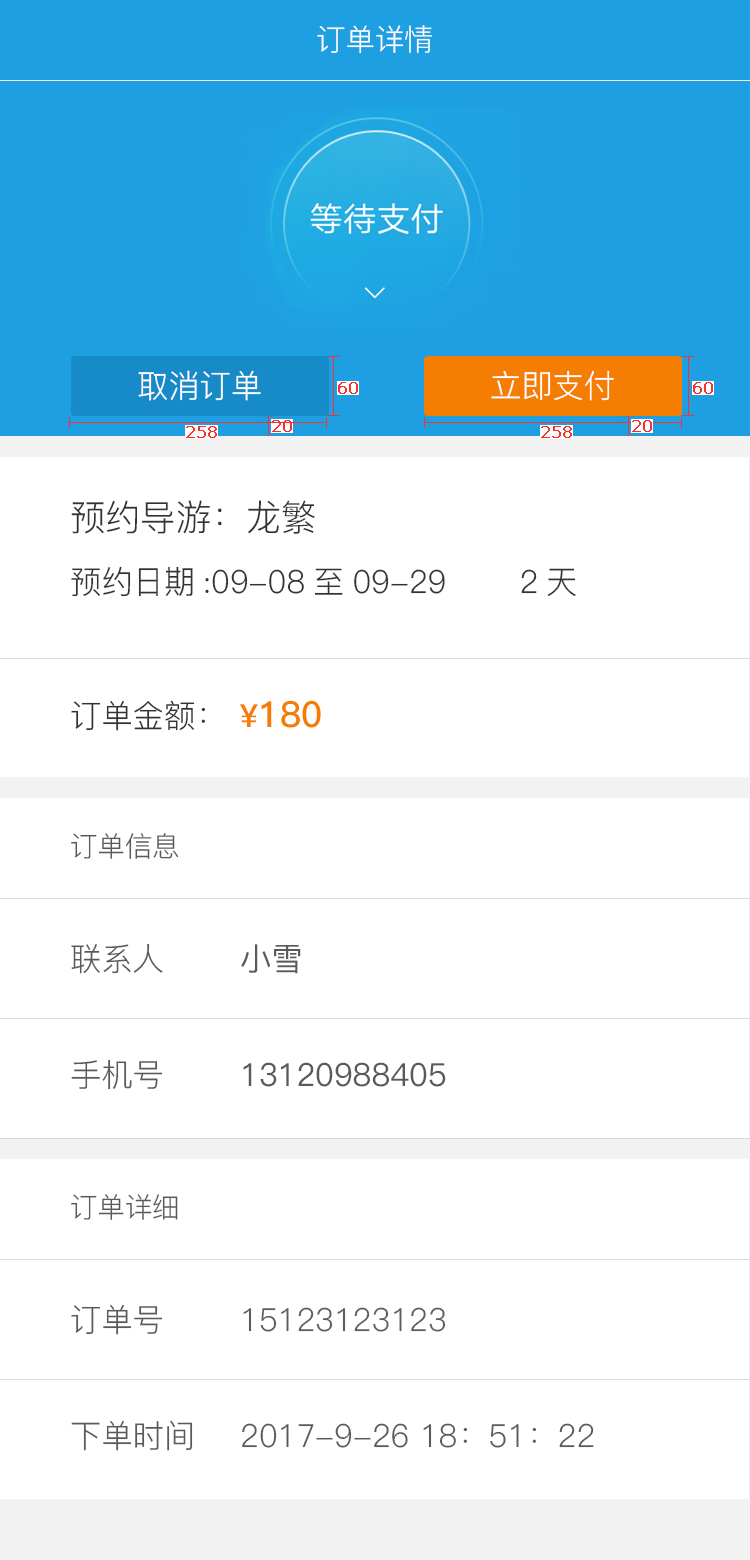 订单详情
等待支付
取消订单 立即支付
60 60
258 20 258 20
预约导游：龙繁
预约日期 :09-08 至 09-29 2 天
订单金额： ¥180
订单信息
联系人 小雪
手机号 13120988405
订单详细
订单号 15123123123
下单时间 2017-9-26 18：51：22